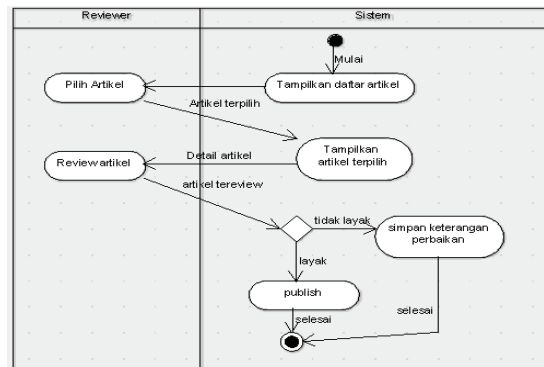 Reviewer
Sistem
Mulai
Pilih Artikel
Tampilkan daftar artikel
Artikel terpilih
Tampilkan
artikel terpilih
Detail artikel
Review artikel
artikel tereview
tidak layak
simpan keterangan
perbaikan
layak
publish
selesai
selesai